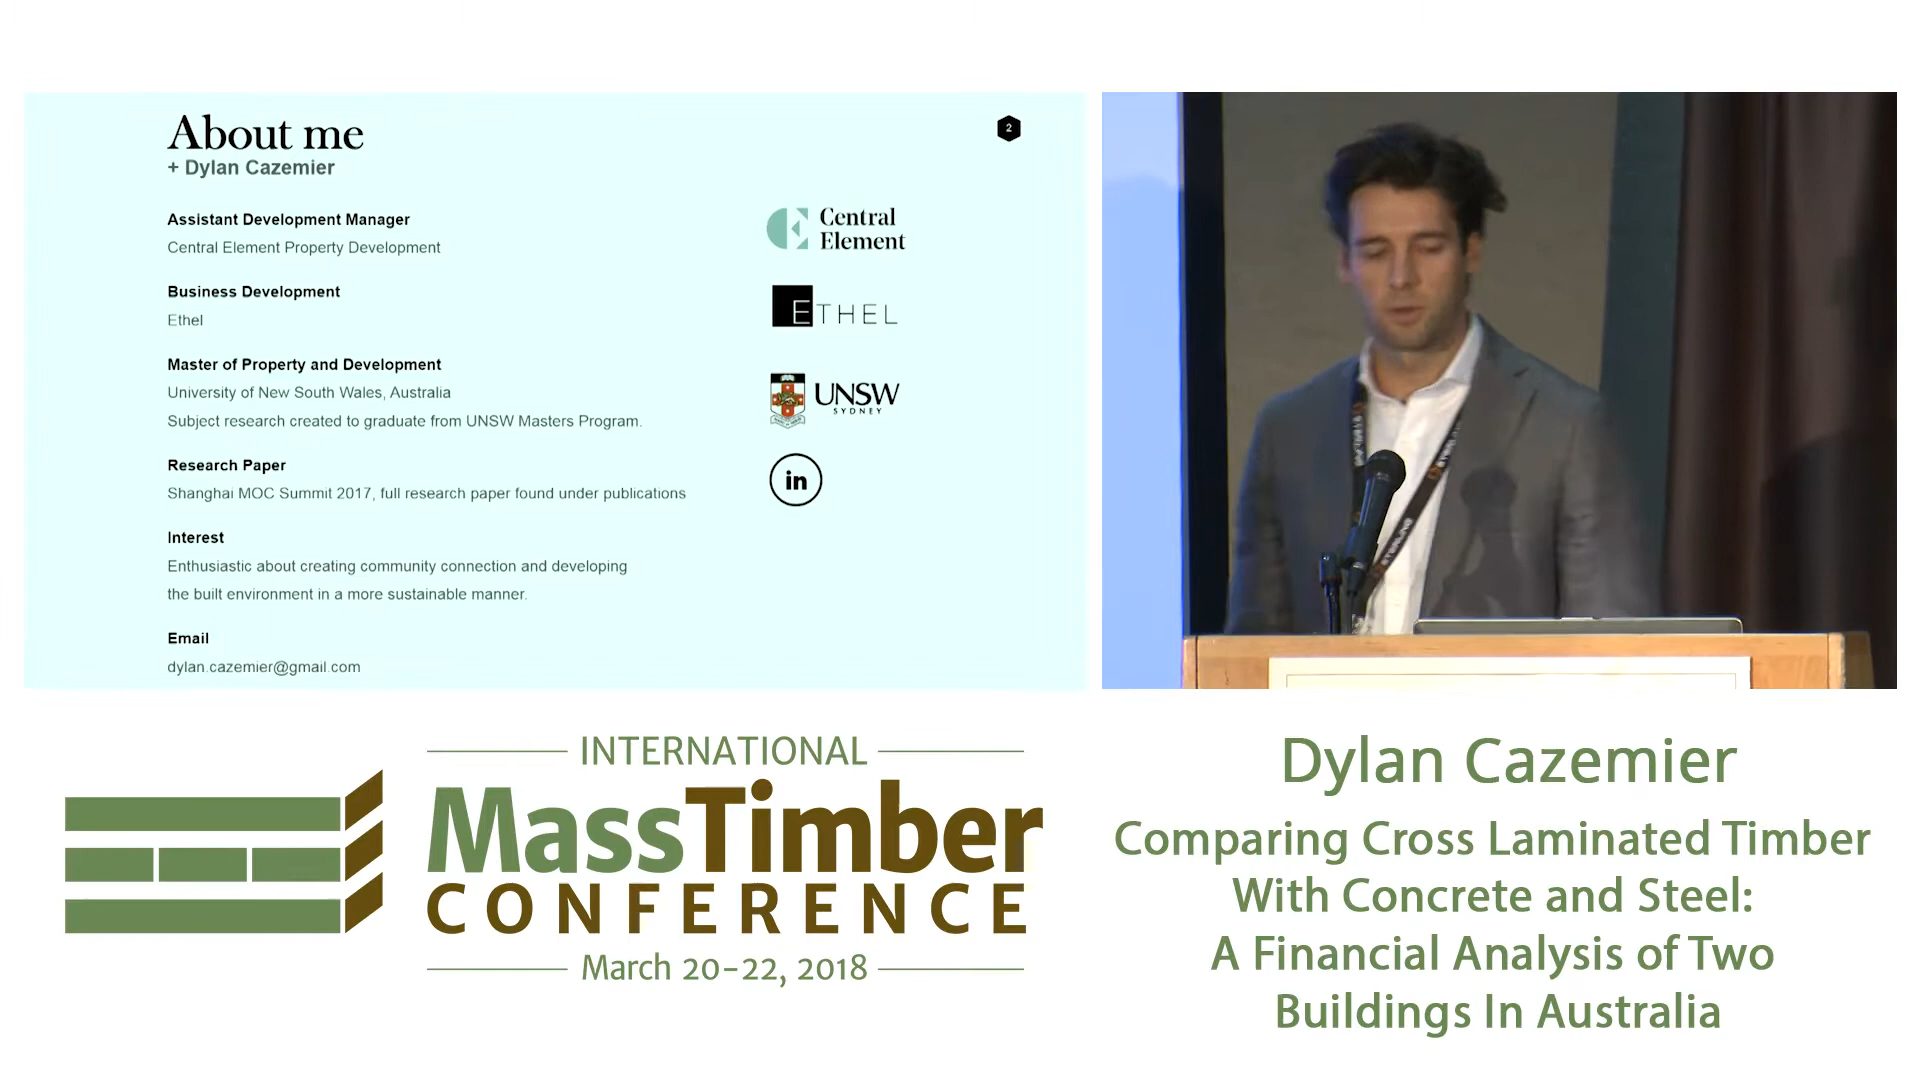 About me
+ Dylan Cazemier
2
Assistant Development Manager
Central Element Property Development
Business Development
Ethel
Master of Property and Development
University of New South Wales, Australia
Subject research created to graduate from UNSW Masters Program.
Research Paper
Shanghai MOC Summit 2017, full research paper found under publications
Interest
Enthusiastic about creating community connection and developing
the built environment in a more sustainable manner.
Email
dylan.cazemier@gmail.com
Central
Element
ETHEL
UNSW
SYDNEY
in
STERLING
INTERNATIONAL
MassTimber
CONFERENCE
March 20-22, 2018
Dylan Cazemier
Comparing Cross Laminated Timber
With Concrete and Steel:
A Financial Analysis of Two
Buildings In Australia